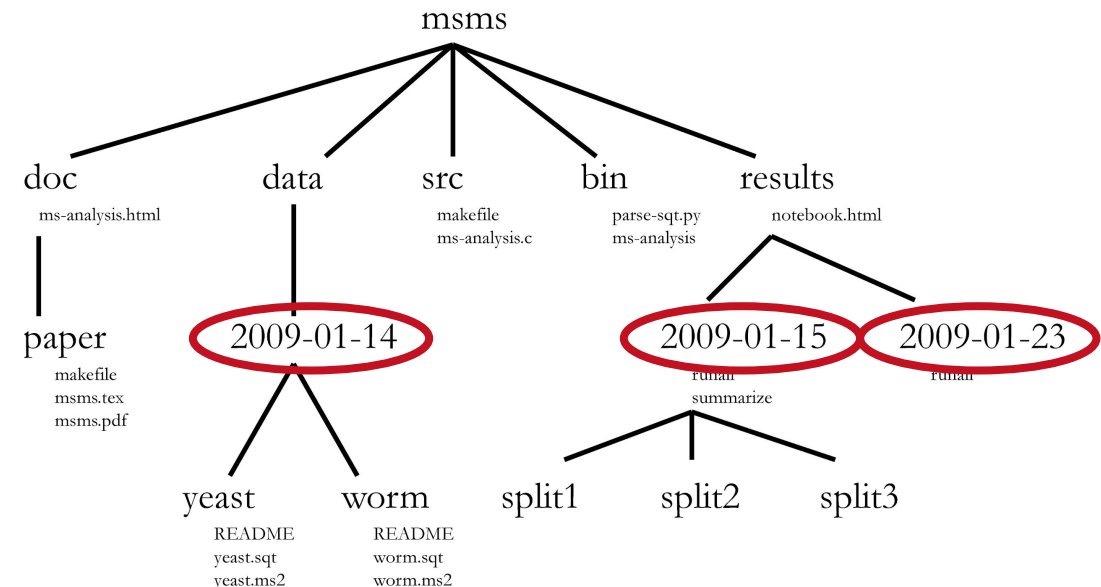 msms
doc
data
src
bin
results
ms-analysis.html
makefile
ms-analysis.c
parse-sqt.py
ms-analysis
notebook.html
paper
2009-01-14
2009-01-15
2009-01-23
makefile
msms.tex
msms.pdf
runall
summarize
runall
yeast
worm
split1
split2
split3
README
yeast.sqt
yeast.ms2
README
worm.sqt
worm.ms2